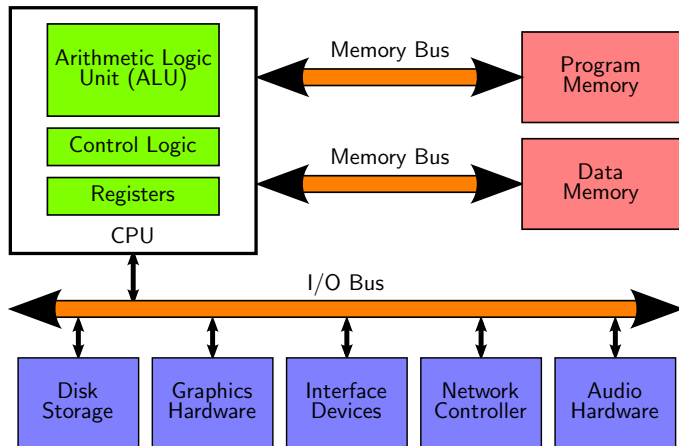 Arithmetic Logic
Unit (ALU)
Control Logic
Registers
CPU
Memory Bus
Program
Memory
Memory Bus
Data
Memory
I/O Bus
Disk
Storage
Graphics
Hardware
Interface
Devices
Network
Controller
Audio
Hardware